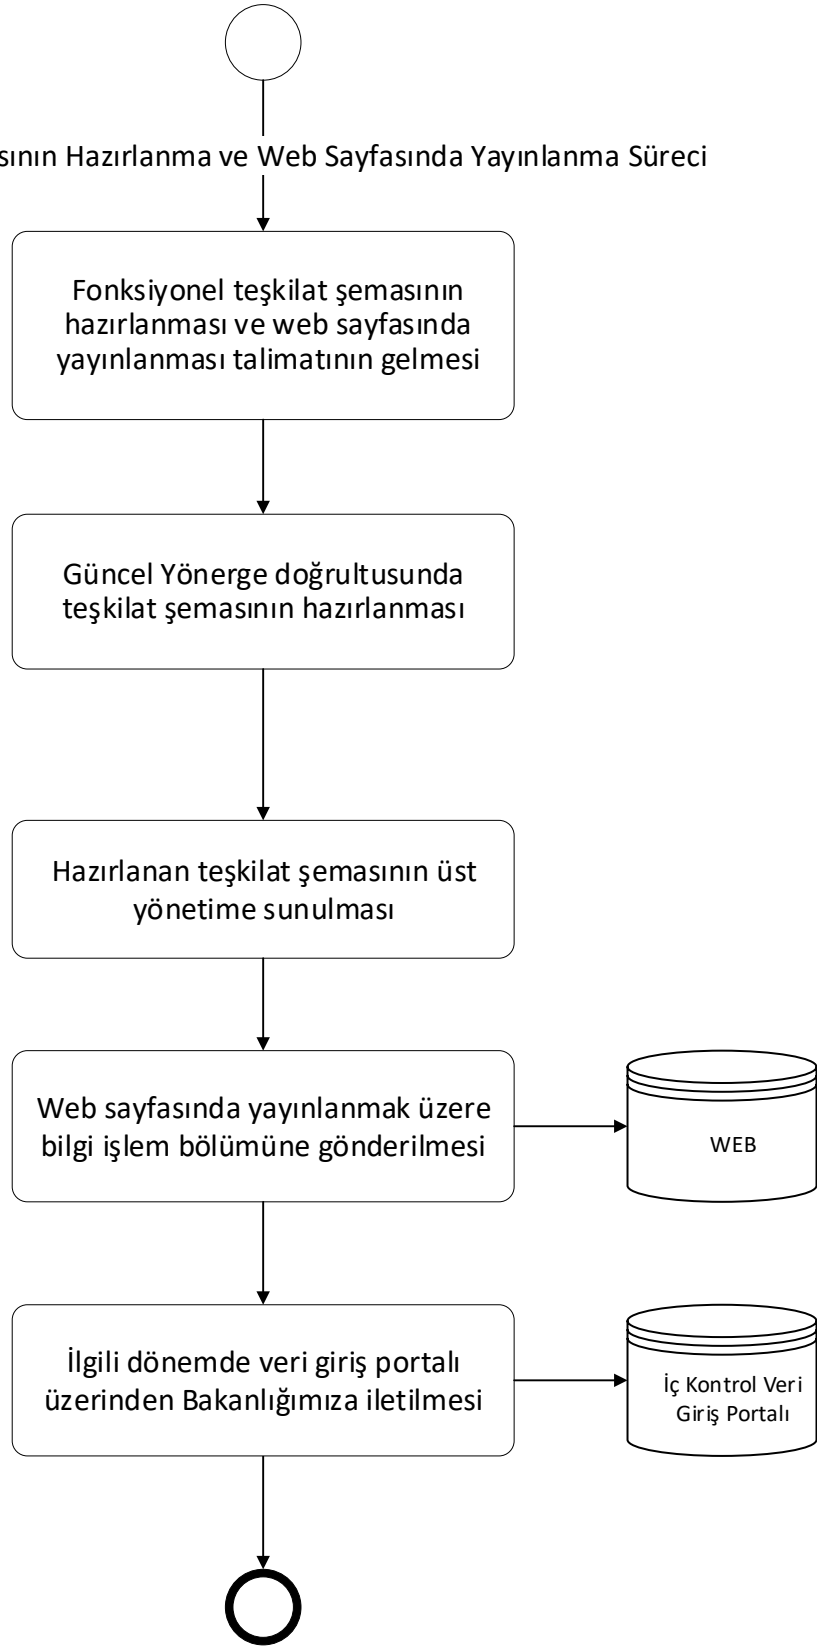 sının Hazırlanma ve Web Sayfasında Yayınlanma Süreci
Fonksiyonel teşkilat şemasının
hazırlanması ve web sayfasında
yayınlanması talimatının gelmesi
Güncel Yönerge doğrultusunda
teşkilat şemasının hazırlanması
Hazırlanan teşkilat şemasının üst
yönetime sunulması
Web sayfasında yayınlanmak üzere
bilgi işlem bölümüne gönderilmesi
WEB
İlgili dönemde veri giriş portalı
üzerinden Bakanlığımıza iletilmesi
İç Kontrol Veri
Giriş Portalı